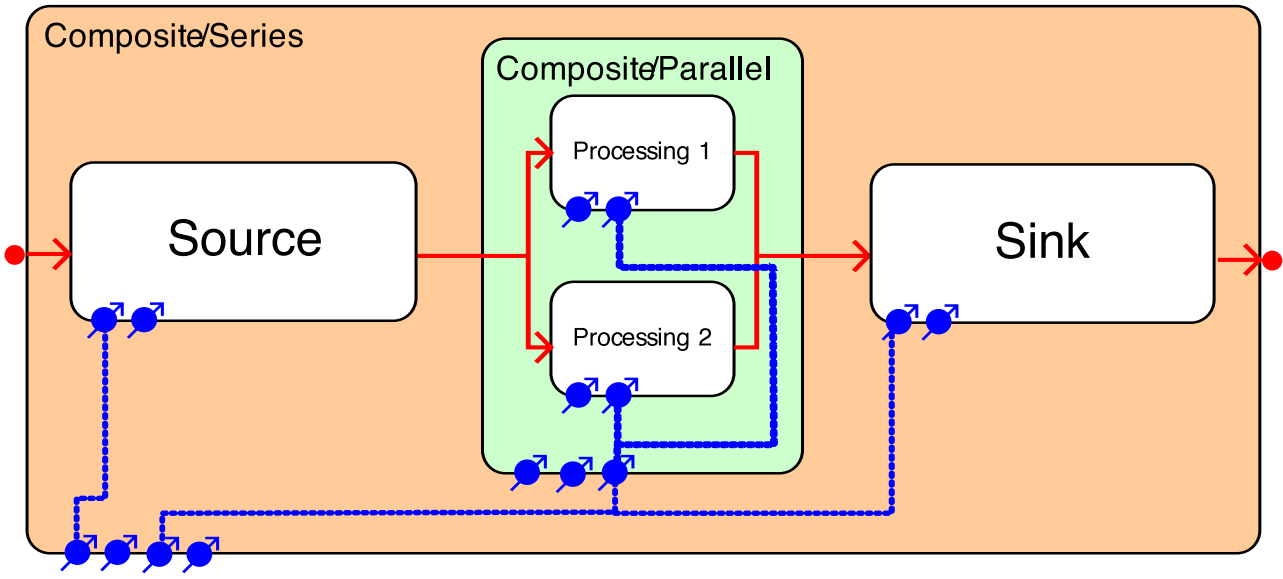 Composite/Series
Composite/Parallel
Processing 1
Source
Sink
Processing 2